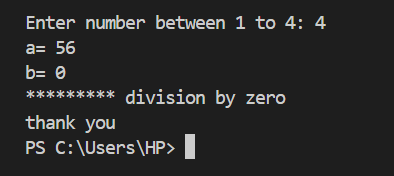 Enter number between 1 to 4: 4
a= 56
b= 0
********* division by zero
thank you
PS C:\Users\HP>